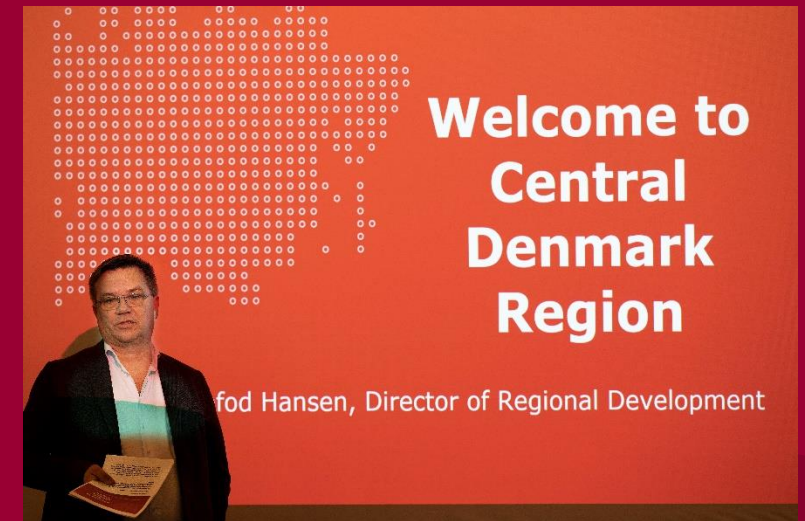 Welcome to
Central
Denmark
Region
fod Hansen, Director of Regional Development